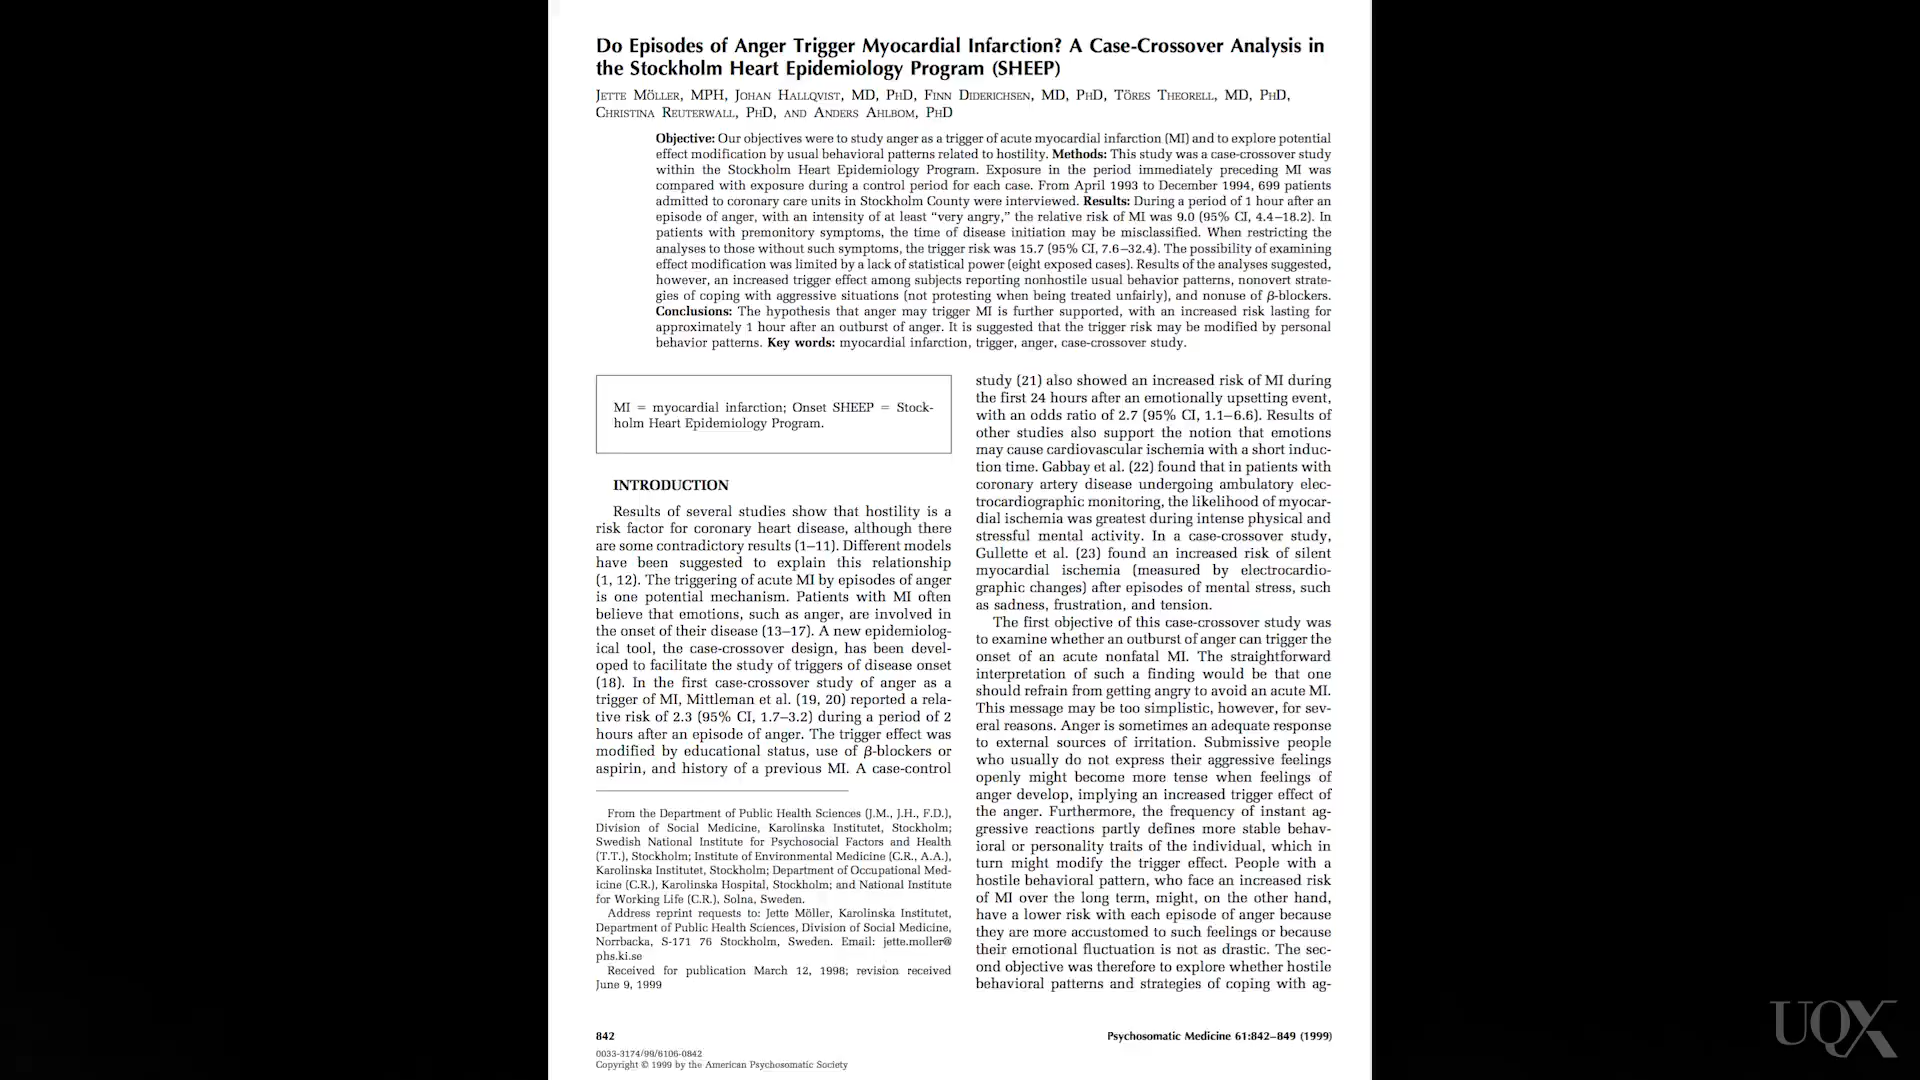 Do Episodes of Anger Trigger Myocardial Infarction? A Case-Crossover Analysis in
the Stockholm Heart Epidemiology Program (SHEEP)
JETTE MÖLLER, MPH, JOHAN HALLQVIST, MD, PHD, FINN DIDERICHSEN, MD, PHD, TÖRES THEORELL, MD, PHD,
CHRISTINA REUTERWALL, PHD, AND ANDERS AHLBOM, PHD
Objective: Our objectives were to study anger as a trigger of acute myocardial infarction (MI) and to explore potential
effect modification by usual behavioral patterns related to hostility. Methods: This study was a case-crossover study
within the Stockholm Heart Epidemiology Program. Exposure in the period immediately preceding MI was
compared with exposure during a control period for each case. From April 1993 to December 1994, 699 patients
admitted to coronary care units in Stockholm County were interviewed. Results: During a period of 1 hour after an
episode of anger, with an intensity of at least “very angry,” the relative risk of MI was 9.0 (95% CI, 4.4–18.2). In
patients with premonitory symptoms, the time of disease initiation may be misclassified. When restricting the
analyses to those without such symptoms, the trigger risk was 15.7 (95% CI, 7.6–32.4). The possibility of examining
effect modification was limited by a lack of statistical power (eight exposed cases). Results of the analyses suggested,
however, an increased trigger effect among subjects reporting nonhostile usual behavior patterns, nonovert strate-
gies of coping with aggressive situations (not protesting when being treated unfairly), and nonuse of β-blockers.
Conclusions: The hypothesis that anger may trigger MI is further supported, with an increased risk lasting for
approximately 1 hour after an outburst of anger. It is suggested that the trigger risk may be modified by personal
behavior patterns. Key words: myocardial infarction, trigger, anger, case-crossover study.
MI = myocardial infarction; Onset SHEEP = Stock-
holm Heart Epidemiology Program.
INTRODUCTION
Results of several studies show that hostility is a
risk factor for coronary heart disease, although there
are some contradictory results (1–11). Different models
have been suggested to explain this relationship
(1, 12). The triggering of acute MI by episodes of anger
is one potential mechanism. Patients with MI often
believe that emotions, such as anger, are involved in
the onset of their disease (13–17). A new epidemiolog-
ical tool, the case-crossover design, has been devel-
oped to facilitate the study of triggers of disease onset
(18). In the first case-crossover study of anger as a
trigger of MI, Mittleman et al. (19, 20) reported a rela-
tive risk of 2.3 (95% CI, 1.7–3.2) during a period of 2
hours after an episode of anger. The trigger effect was
modified by educational status, use of β-blockers or
aspirin, and history of a previous MI. A case-control
From the Department of Public Health Sciences (J.M., J.H., F.D.),
Division of Social Medicine, Karolinska Institutet, Stockholm;
Swedish National Institute for Psychosocial Factors and Health
(T.T.), Stockholm; Institute of Environmental Medicine (C.R., A.A.),
Karolinska Institutet, Stockholm; Department of Occupational Med-
icine (C.R.), Karolinska Hospital, Stockholm; and National Institute
for Working Life (C.R.), Solna, Sweden.
Address reprint requests to: Jette Möller, Karolinska Institutet,
Department of Public Health Sciences, Division of Social Medicine,
Norrbacka, S-171 76 Stockholm, Sweden. Email: jette.moller@
phs.ki.se
Received for publication March 12, 1998; revision received
June 9, 1999
study (21) also showed an increased risk of MI during
the first 24 hours after an emotionally upsetting event,
with an odds ratio of 2.7 (95% CI, 1.1–6.6). Results of
other studies also support the notion that emotions
may cause cardiovascular ischemia with a short induc-
tion time. Gabbay et al. (22) found that in patients with
coronary artery disease undergoing ambulatory elec-
trocardiographic monitoring, the likelihood of myocar-
dial ischemia was greatest during intense physical and
stressful mental activity. In a case-crossover study,
Gullette et al. (23) found an increased risk of silent
myocardial ischemia (measured by electrocardio-
graphic changes) after episodes of mental stress, such
as sadness, frustration, and tension.
The first objective of this case-crossover study was
to examine whether an outburst of anger can trigger the
onset of an acute nonfatal MI. The straightforward
interpretation of such a finding would be that one
should refrain from getting angry to avoid an acute MI.
This message may be too simplistic, however, for sev-
eral reasons. Anger is sometimes an adequate response
to external sources of irritation. Submissive people
who usually do not express their aggressive feelings
openly might become more tense when feelings of
anger develop, implying an increased trigger effect of
the anger. Furthermore, the frequency of instant ag-
gressive reactions partly defines more stable behav-
ioral or personality traits of the individual, which in
turn might modify the trigger effect. People with a
hostile behavioral pattern, who face an increased risk
of MI over the long term, might, on the other hand,
have a lower risk with each episode of anger because
they are more accustomed to such feelings or because
their emotional fluctuation is not as drastic. The sec-
ond objective was therefore to explore whether hostile
behavioral patterns and strategies of coping with ag-
842
Psychosomatic Medicine 61:842–849 (1999)
0033-3174/99/6106-0842
Copyright © 1999 by the American Psychosomatic Society
UQX